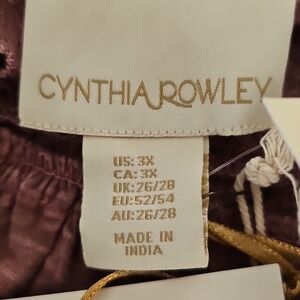 CYNTHIA ROWLEY
US: 3X
CA: 3X
UK: 26/28
EU: 52/54
AU: 26/28
MADE IN
INDIA